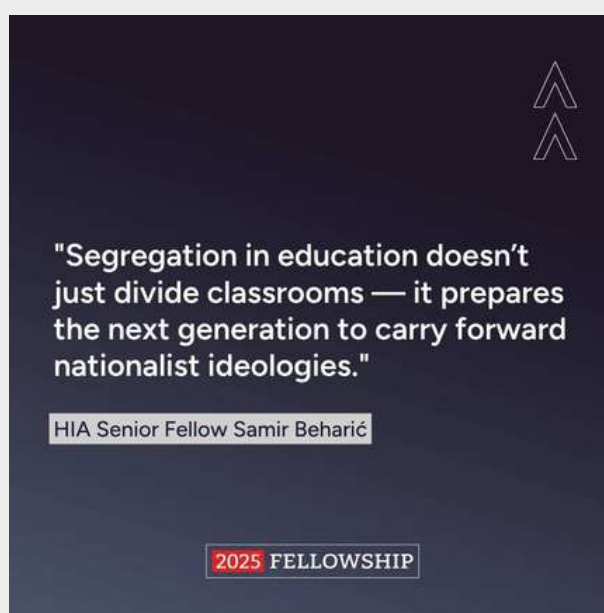 "Segregation in education doesn't
just divide classrooms — it prepares
the next generation to carry forward
nationalist ideologies."
HIA Senior Fellow Samir Beharić
2025 FELLOWSHIP